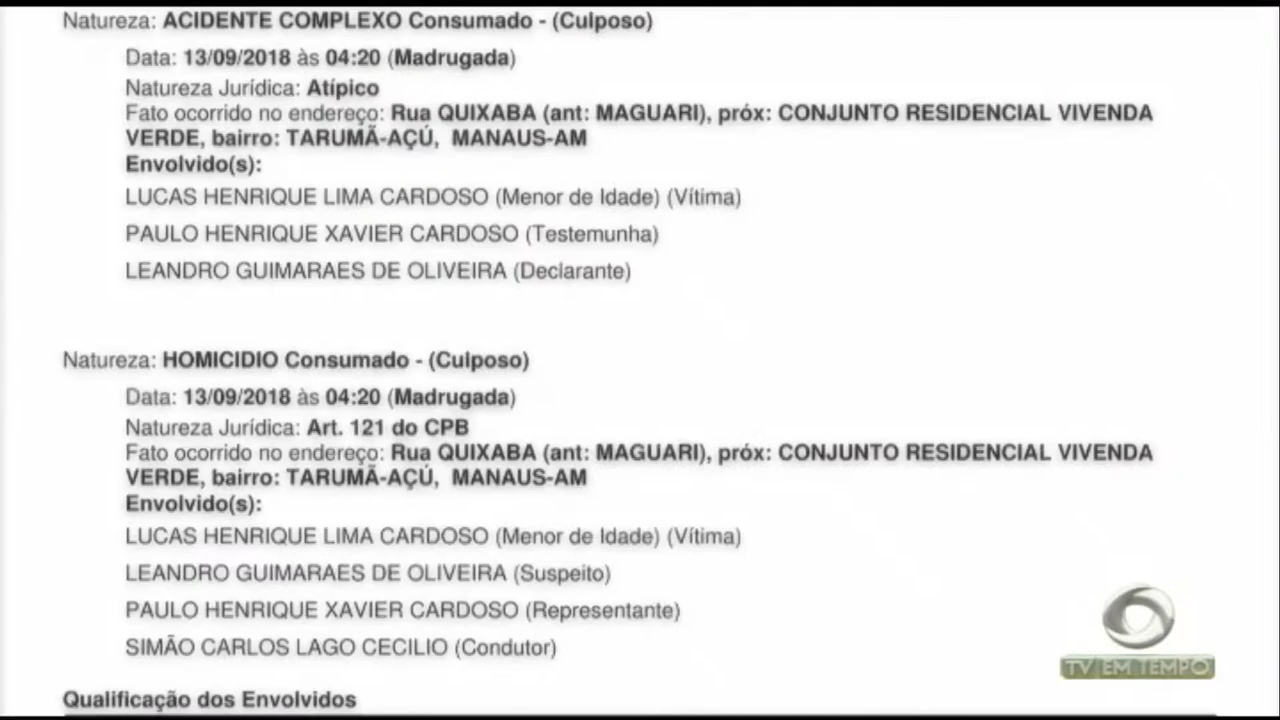 Natureza: ACIDENTE COMPLEXO Consumado - (Culposo)
Data: 13/09/2018 às 04:20 (Madrugada)
Natureza Jurídica: Atípico
Fato ocorrido no endereço: Rua QUIXABA (ant: MAGUARI), próx: CONJUNTO RESIDENCIAL VIVENDA
VERDE, bairro: TARUMÃ-AÇÚ, MANAUS-AM
Envolvido(s):
LUCAS HENRIQUE LIMA CARDOSO (Menor de Idade) (Vítima)
PAULO HENRIQUE XAVIER CARDOSO (Testemunha)
LEANDRO GUIMARAES DE OLIVEIRA (Declarante)
Natureza: HOMICIDIO Consumado - (Culposo)
Data: 13/09/2018 às 04:20 (Madrugada)
Natureza Jurídica: Art. 121 do CPB
Fato ocorrido no endereço: Rua QUIXABA (ant: MAGUARI), próx: CONJUNTO RESIDENCIAL VIVENDA
VERDE, bairro: TARUMÃ-AÇÚ, MANAUS-AM
Envolvido(s):
LUCAS HENRIQUE LIMA CARDOSO (Menor de Idade) (Vítima)
LEANDRO GUIMARAES DE OLIVEIRA (Suspeito)
PAULO HENRIQUE XAVIER CARDOSO (Representante)
SIMÃO CARLOS LAGO CECILIO (Condutor)
TV EM TEMPO
Qualificação dos Envolvidos